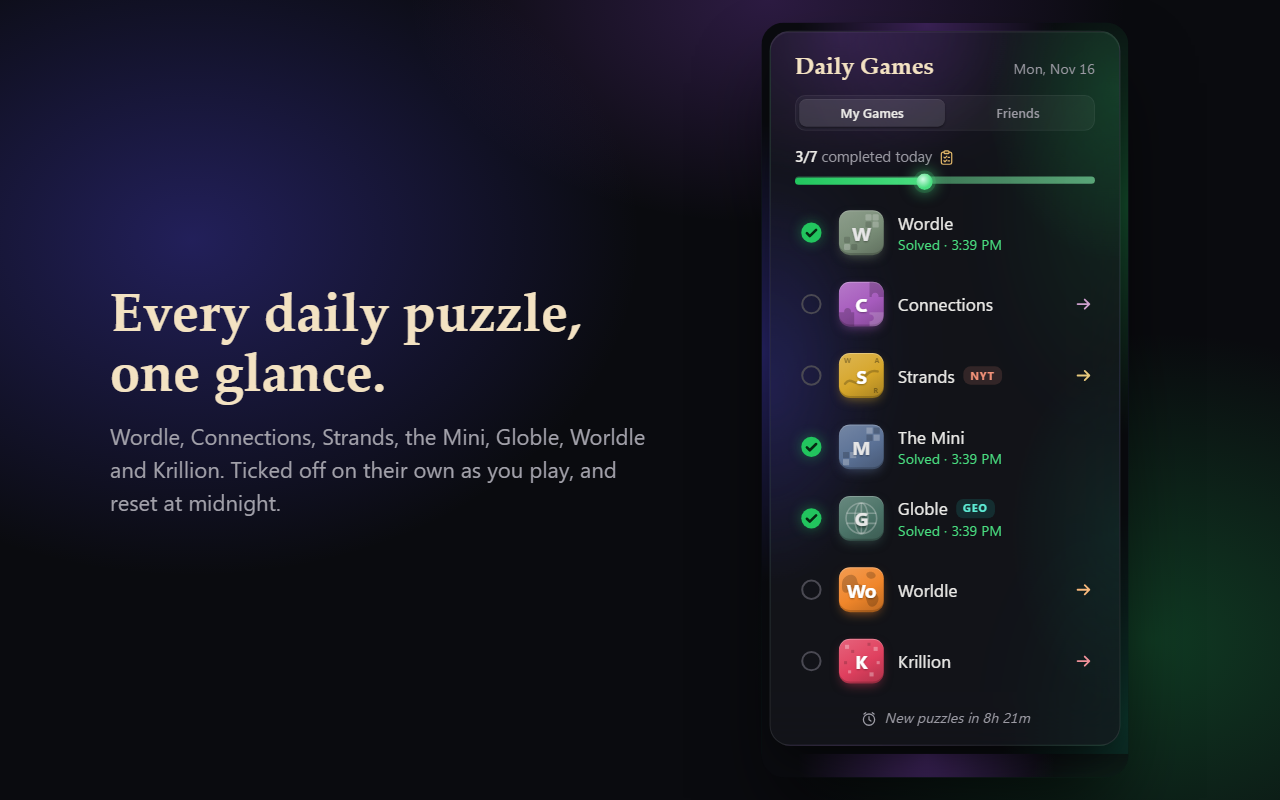 Every daily puzzle,
one glance.
Wordle, Connections, Strands, the Mini, Globle, Worldle
and Krillion. Ticked off on their own as you play, and
reset at midnight.
Daily Games
Mon, Nov 16
My Games
Friends
3/7 completed today
W
Wordle
Solved · 3:39 PM
C
Connections
W A
S
R
Strands
NYT
M
The Mini
Solved · 3:39 PM
G
Globle
GEO
Solved · 3:39 PM
Wo
Worldle
K
Krillion
New puzzles in 8h 21m